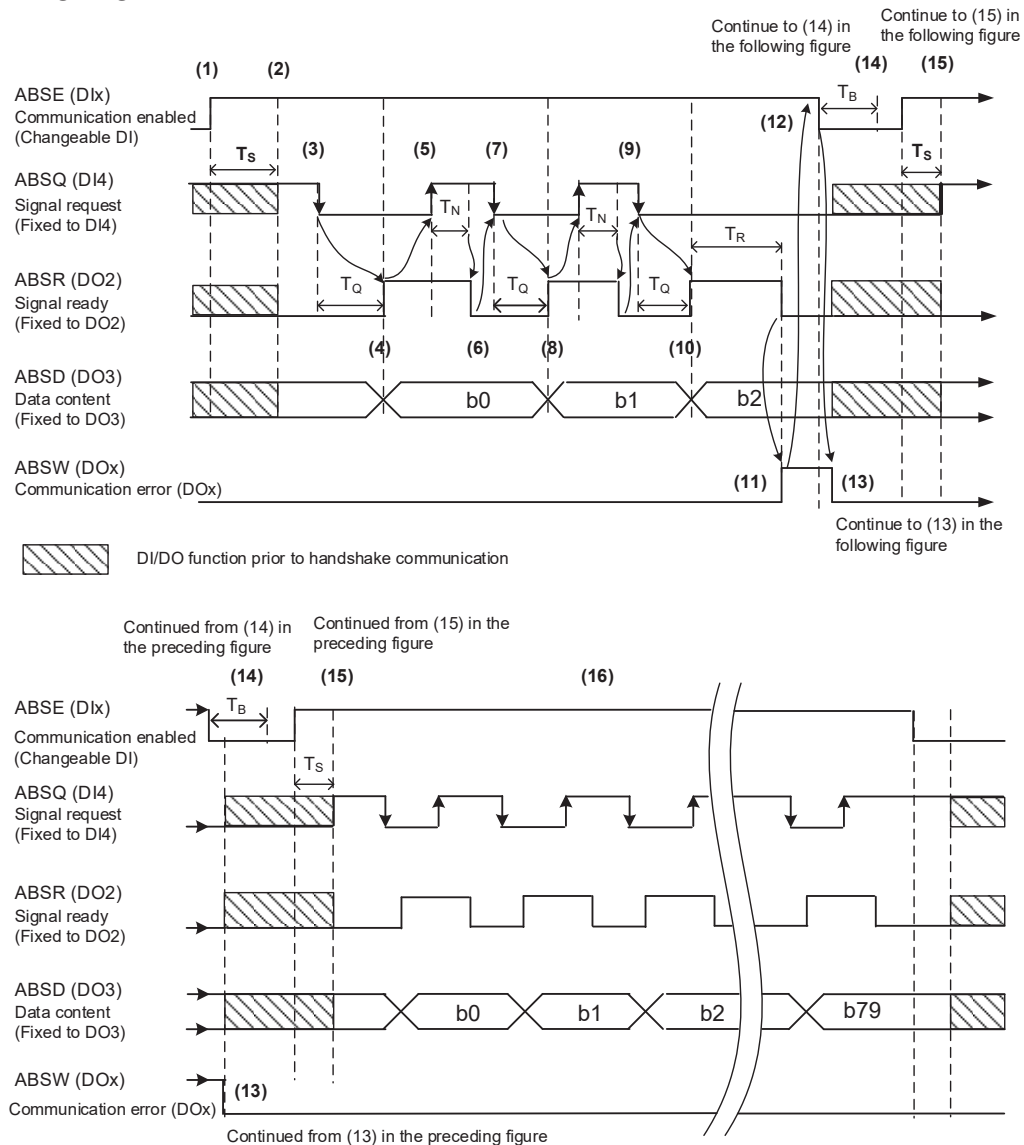 Continue to (14) in
the following figure
Continue to (15) in
the following figure
(1)
(2)
(14)
(15)
ABSE (DIx)
Communication enabled
(Changeable DI)
TB
(12)
TS
(3)
(5)
(7)
(9)
TS
ABSQ (DI4)
Signal request
(Fixed to DI4)
TN
TN
TR
ABSR (DO2)
Signal ready
(Fixed to DO2)
TQ
TQ
TQ
(4)
(6)
(8)
(10)
ABSD (DO3)
Data content
(Fixed to DO3)
b0
b1
b2
ABSW (DOx)
Communication error (DOx)
(11)
(13)
Continue to (13) in the
following figure
DI/DO function prior to handshake communication
Continued from (14) in
the preceding figure
Continued from (15) in the
preceding figure
(14)
(15)
(16)
ABSE (DIx)
Communication enabled
(Changeable DI)
TB
TS
ABSQ (DI4)
Signal request
(Fixed to DI4)
ABSR (DO2)
Signal ready
(Fixed to DO2)
ABSD (DO3)
Data content
(Fixed to DO3)
b0
b1
b2
b79
ABSW (DOx)
Communication error (DOx)
(13)
Continued from (13) in the preceding figure